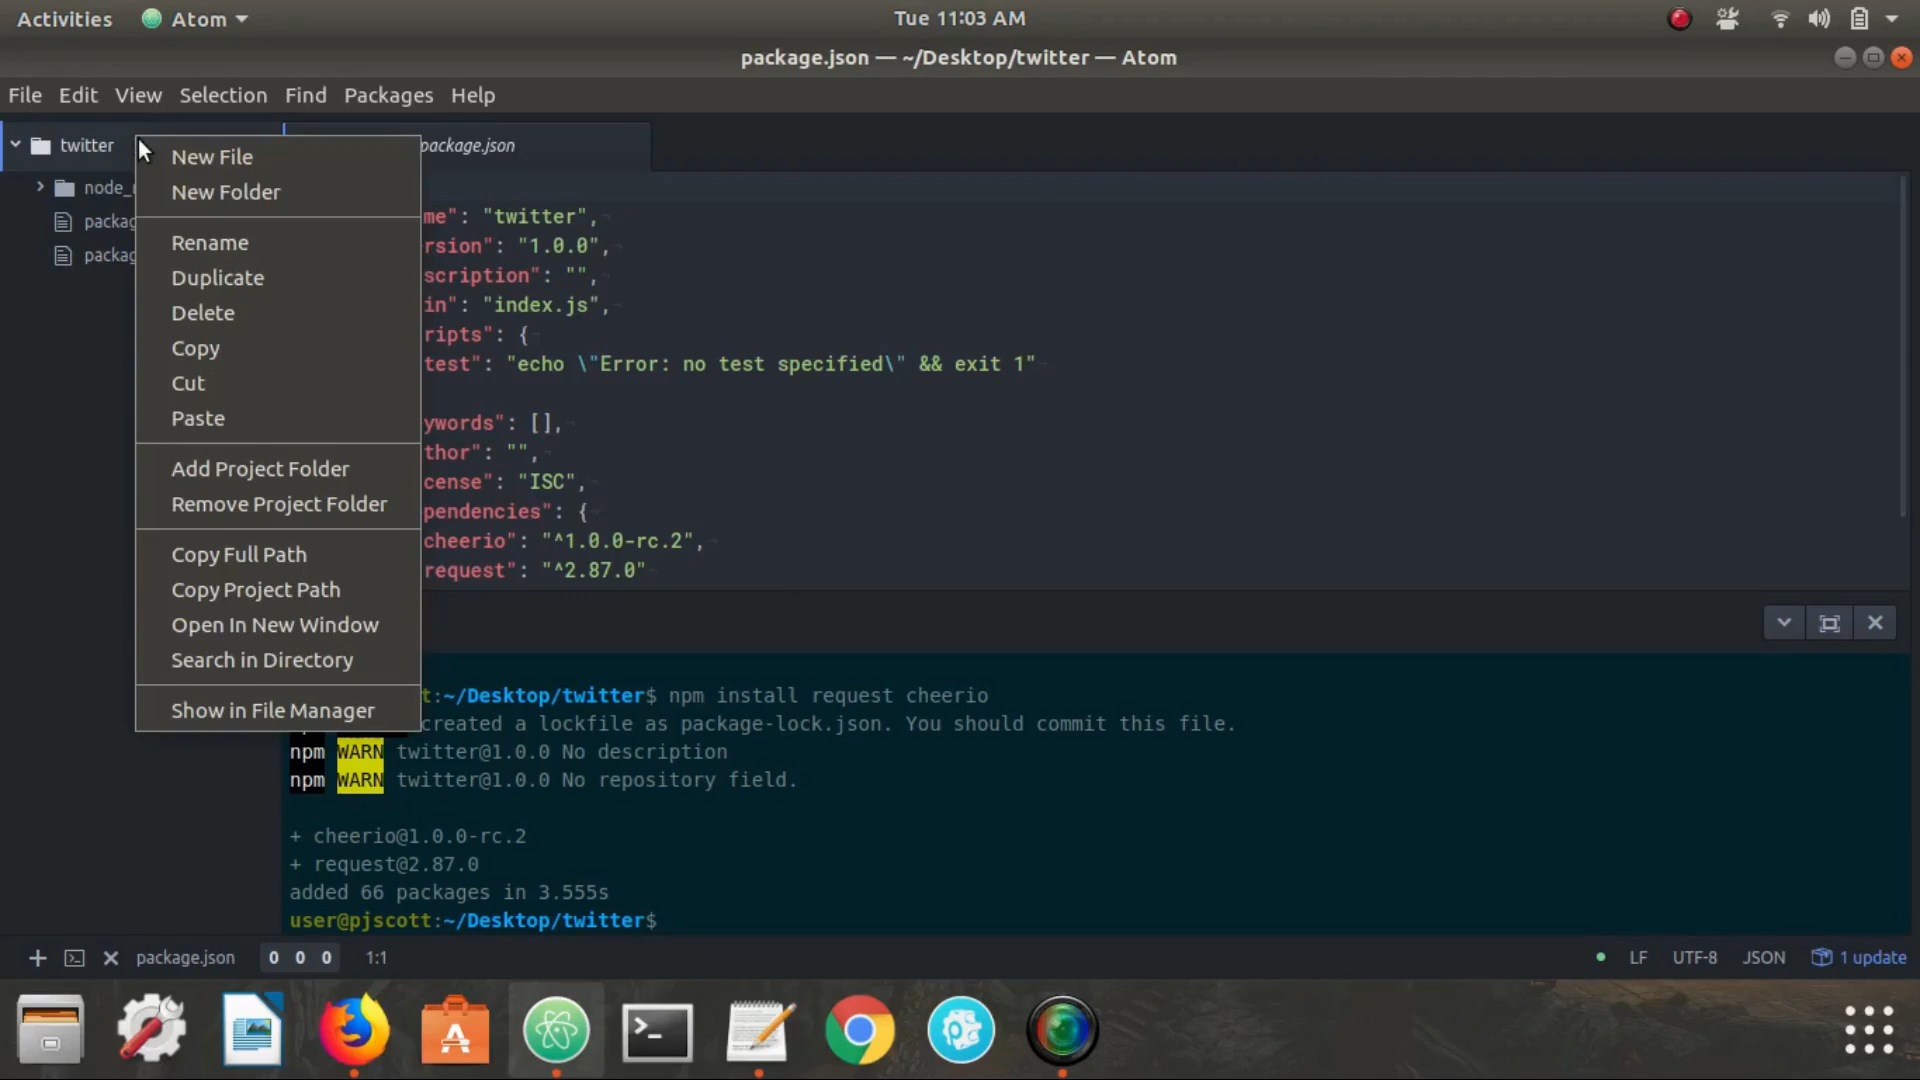 Activities
Atom
Tue 11:03 AM
package.json — ~/Desktop/twitter — Atom
File Edit View Selection Find Packages Help
twitter
package.json
New File
New Folder
Rename
Duplicate
Delete
Copy
Cut
Paste
Add Project Folder
Remove Project Folder
Copy Full Path
Copy Project Path
Open In New Window
Search in Directory
Show in File Manager
node_
packag
packag
me": "twitter",
rsion": "1.0.0",
scription": "",
in": "index.js",
ripts": {
test": "echo \"Error: no test specified\" && exit 1"
ywords": [],
thor": "",
cense": "ISC",
pendencies": {
cheerio": "^1.0.0-rc.2",
request": "^2.87.0"
t:~/Desktop/twitter$ npm install request cheerio
created a lockfile as package-lock.json. You should commit this file.
npm WARN twitter@1.0.0 No description
npm WARN twitter@1.0.0 No repository field.
+ cheerio@1.0.0-rc.2
+ request@2.87.0
added 66 packages in 3.555s
user@pjscott:~/Desktop/twitter$
package.json 0 0 0 1:1 LF UTF-8 JSON 1 update